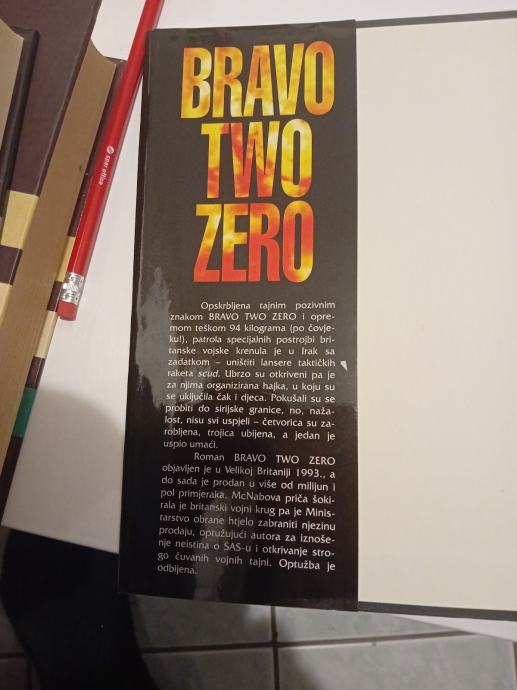 BRAVO
TWO
ZERO
Opskrbljena tajnim pozivnim
znakom BRAVO TWO ZERO i opre-
mom teškom 94 kilograma (po čovje-
ku!), patrola specijalnih postrojbi bri-
tanske vojske krenula je u Irak sa
zadatkom – uništiti lansere taktičkih
raketa scud. Ubrzo su otkriveni pa je
za njima organizirana hajka, u koju su
se uključila čak i djeca. Pokušali su se
probiti do sirijske granice, no, naža-
lost, nisu svi uspjeli – četvorica su za-
robljena, trojica ubijena, a jedan je
uspio umaći.
Roman BRAVO TWO ZERO
objavljen je u Velikoj Britaniji 1993., a
do sada je prodan u više od milijun i
pol primjeraka. McNabova priča šoki-
rala je britanski vojni krug pa je Minis-
tarstvo obrane htjelo zabraniti njezinu
prodaju, optužujući autora za iznoše-
nje neistina o SAS-u i otkrivanje stro-
go čuvanih vojnih tajni. Optužba je
odbijena.
spar office